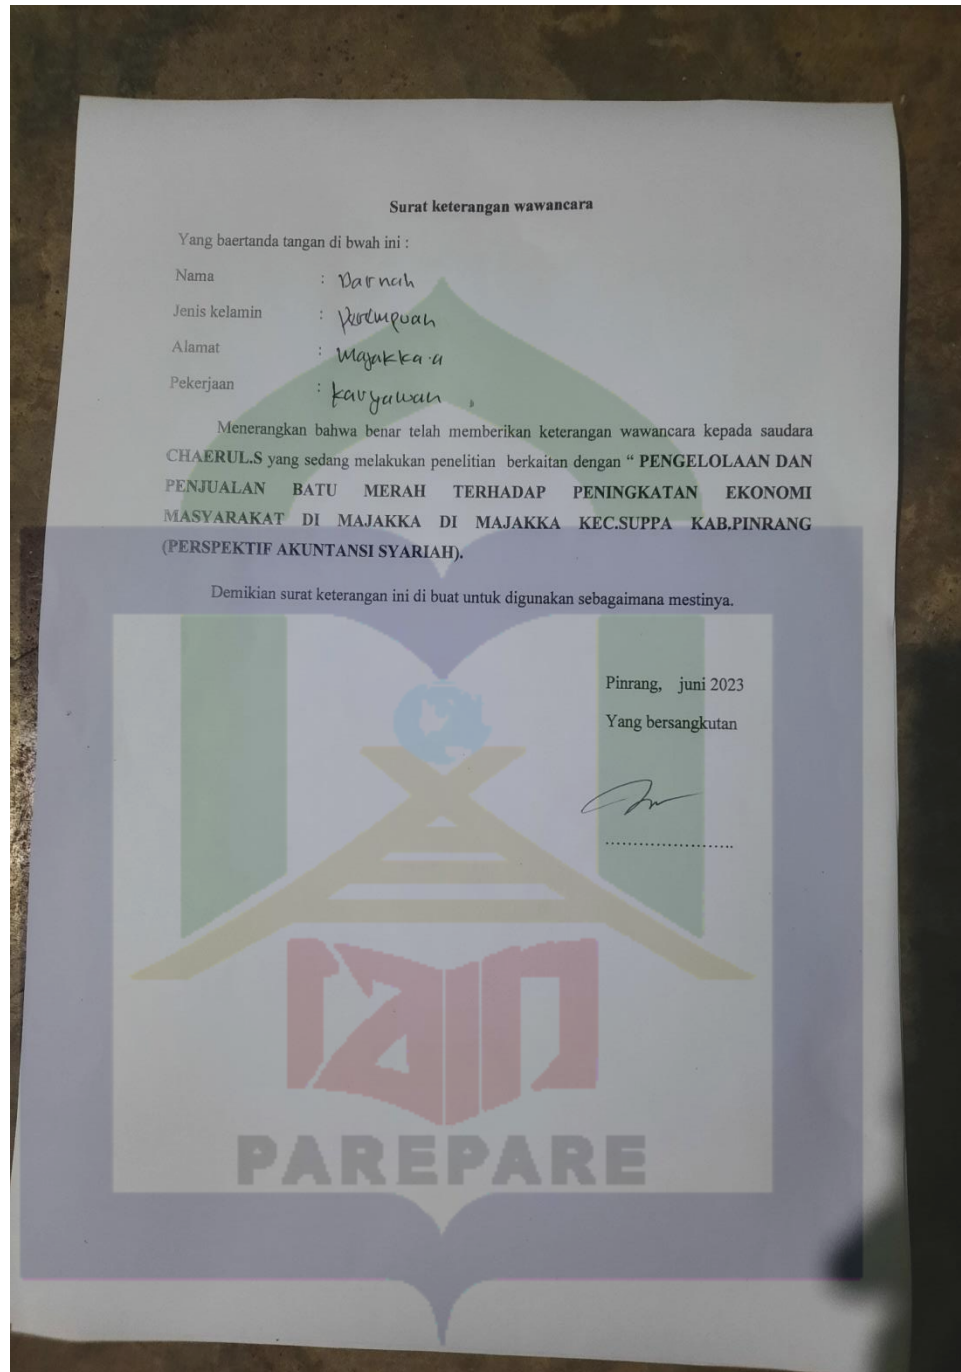 Surat keterangan wawancara
Yang baertanda tangan di bwah ini :
Nama : Darnah
Jenis kelamin : Perempuan
Alamat : Majakka a
Pekerjaan : karyawan
Menerangkan bahwa benar telah memberikan keterangan wawancara kepada saudara
CHAERUL.S yang sedang melakukan penelitian berkaitan dengan “ PENGELOLAAN DAN
PENJUALAN BATU MERAH TERHADAP PENINGKATAN EKONOMI
MASYARAKAT DI MAJAKKA DI MAJAKKA KEC.SUPPA KAB.PINRANG
(PERSPEKTIF AKUNTANSI SYARIAH).
Demikian surat keterangan ini di buat untuk digunakan sebagaimana mestinya.
Pinrang, juni 2023
Yang bersangkutan
.......................
iain
PAREPARE